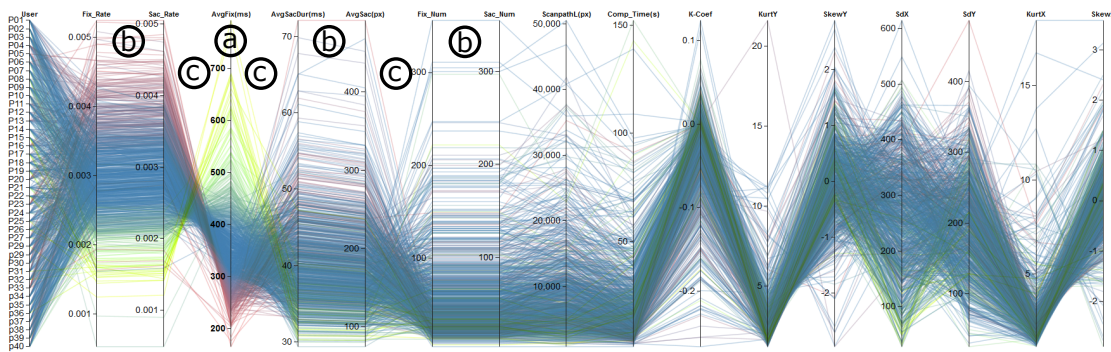 User Fix_Rate Sac_Rate AvgFix(ms) AvgSacDur(ms) AvgSac(px) Fix_Num Sac_Num ScanpathL(px) Comp_Time(s) K-Coef KurtY SkewY SdX SdY KurtX Skew
b a b b
c c c
P01
P02
P03
P04
P05
P06
P07
P08
P09
P10
P11
P12
P13
P14
P15
P16
P17
P18
P19
P20
P21
P22
P23
P24
P25
P26
P27
P29
P30
P31
P32
P33
p34
p35
p36
p37
p38
p39
p40
0.005
0.004
0.003
0.002
0.001
0.005
0.004
0.003
0.002
0.001
700
600
500
400
300
200
70
60
50
40
30
400
300
200
100
300
200
100
300
200
100
50,000
40,000
30,000
20,000
10,000
150
100
50
0.1
0.0
-0.1
-0.2
20
15
10
5
2
1
0
-1
-2
600
500
400
300
200
100
400
300
200
100
15
10
5
3
2
1
0
-1
-2